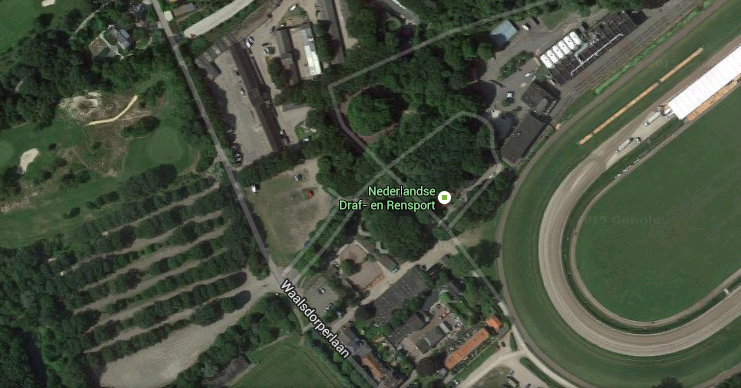 Nederlandse
Draf- en Rensport
Waalsdorperlaan